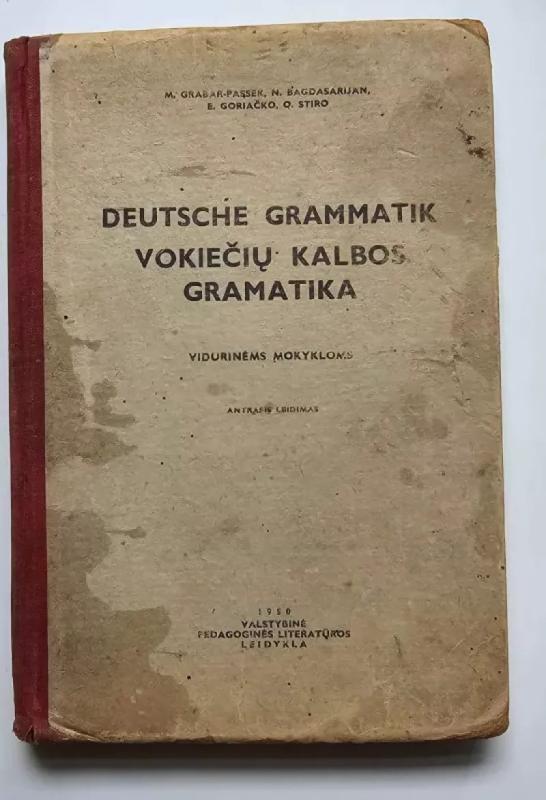 M. GRABAR-PASSEK, N. BAGDASARIJAN,
E. GORIAČKO, O. STIRO
DEUTSCHE GRAMMATIK
VOKIEČIŲ KALBOS
GRAMATIKA
VIDURINĖMS MOKYKLOMS
ANTRASIS LEIDIMAS
1950
VALSTYBINĖ
PEDAGOGINĖS LITERATŪROS
LEIDYKLA